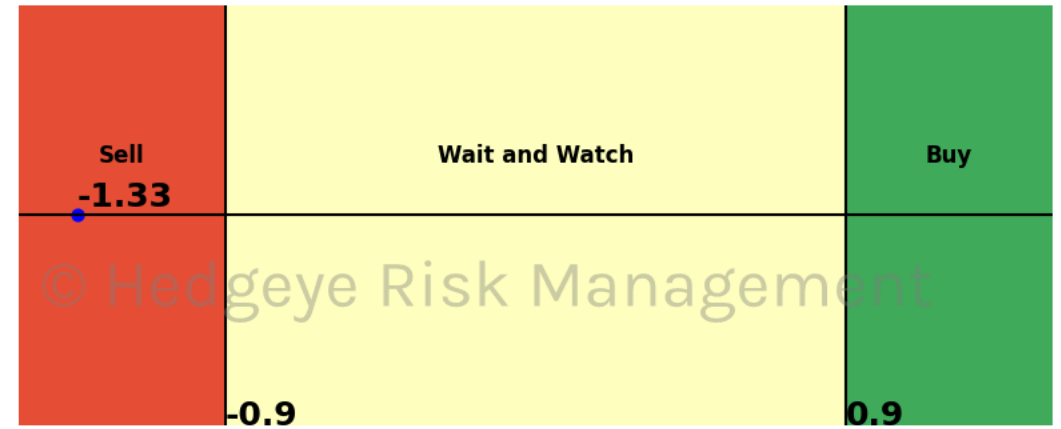 Sell
Wait and Watch
Buy
-1.33
© Hedgeye Risk Management
-0.9
0.9